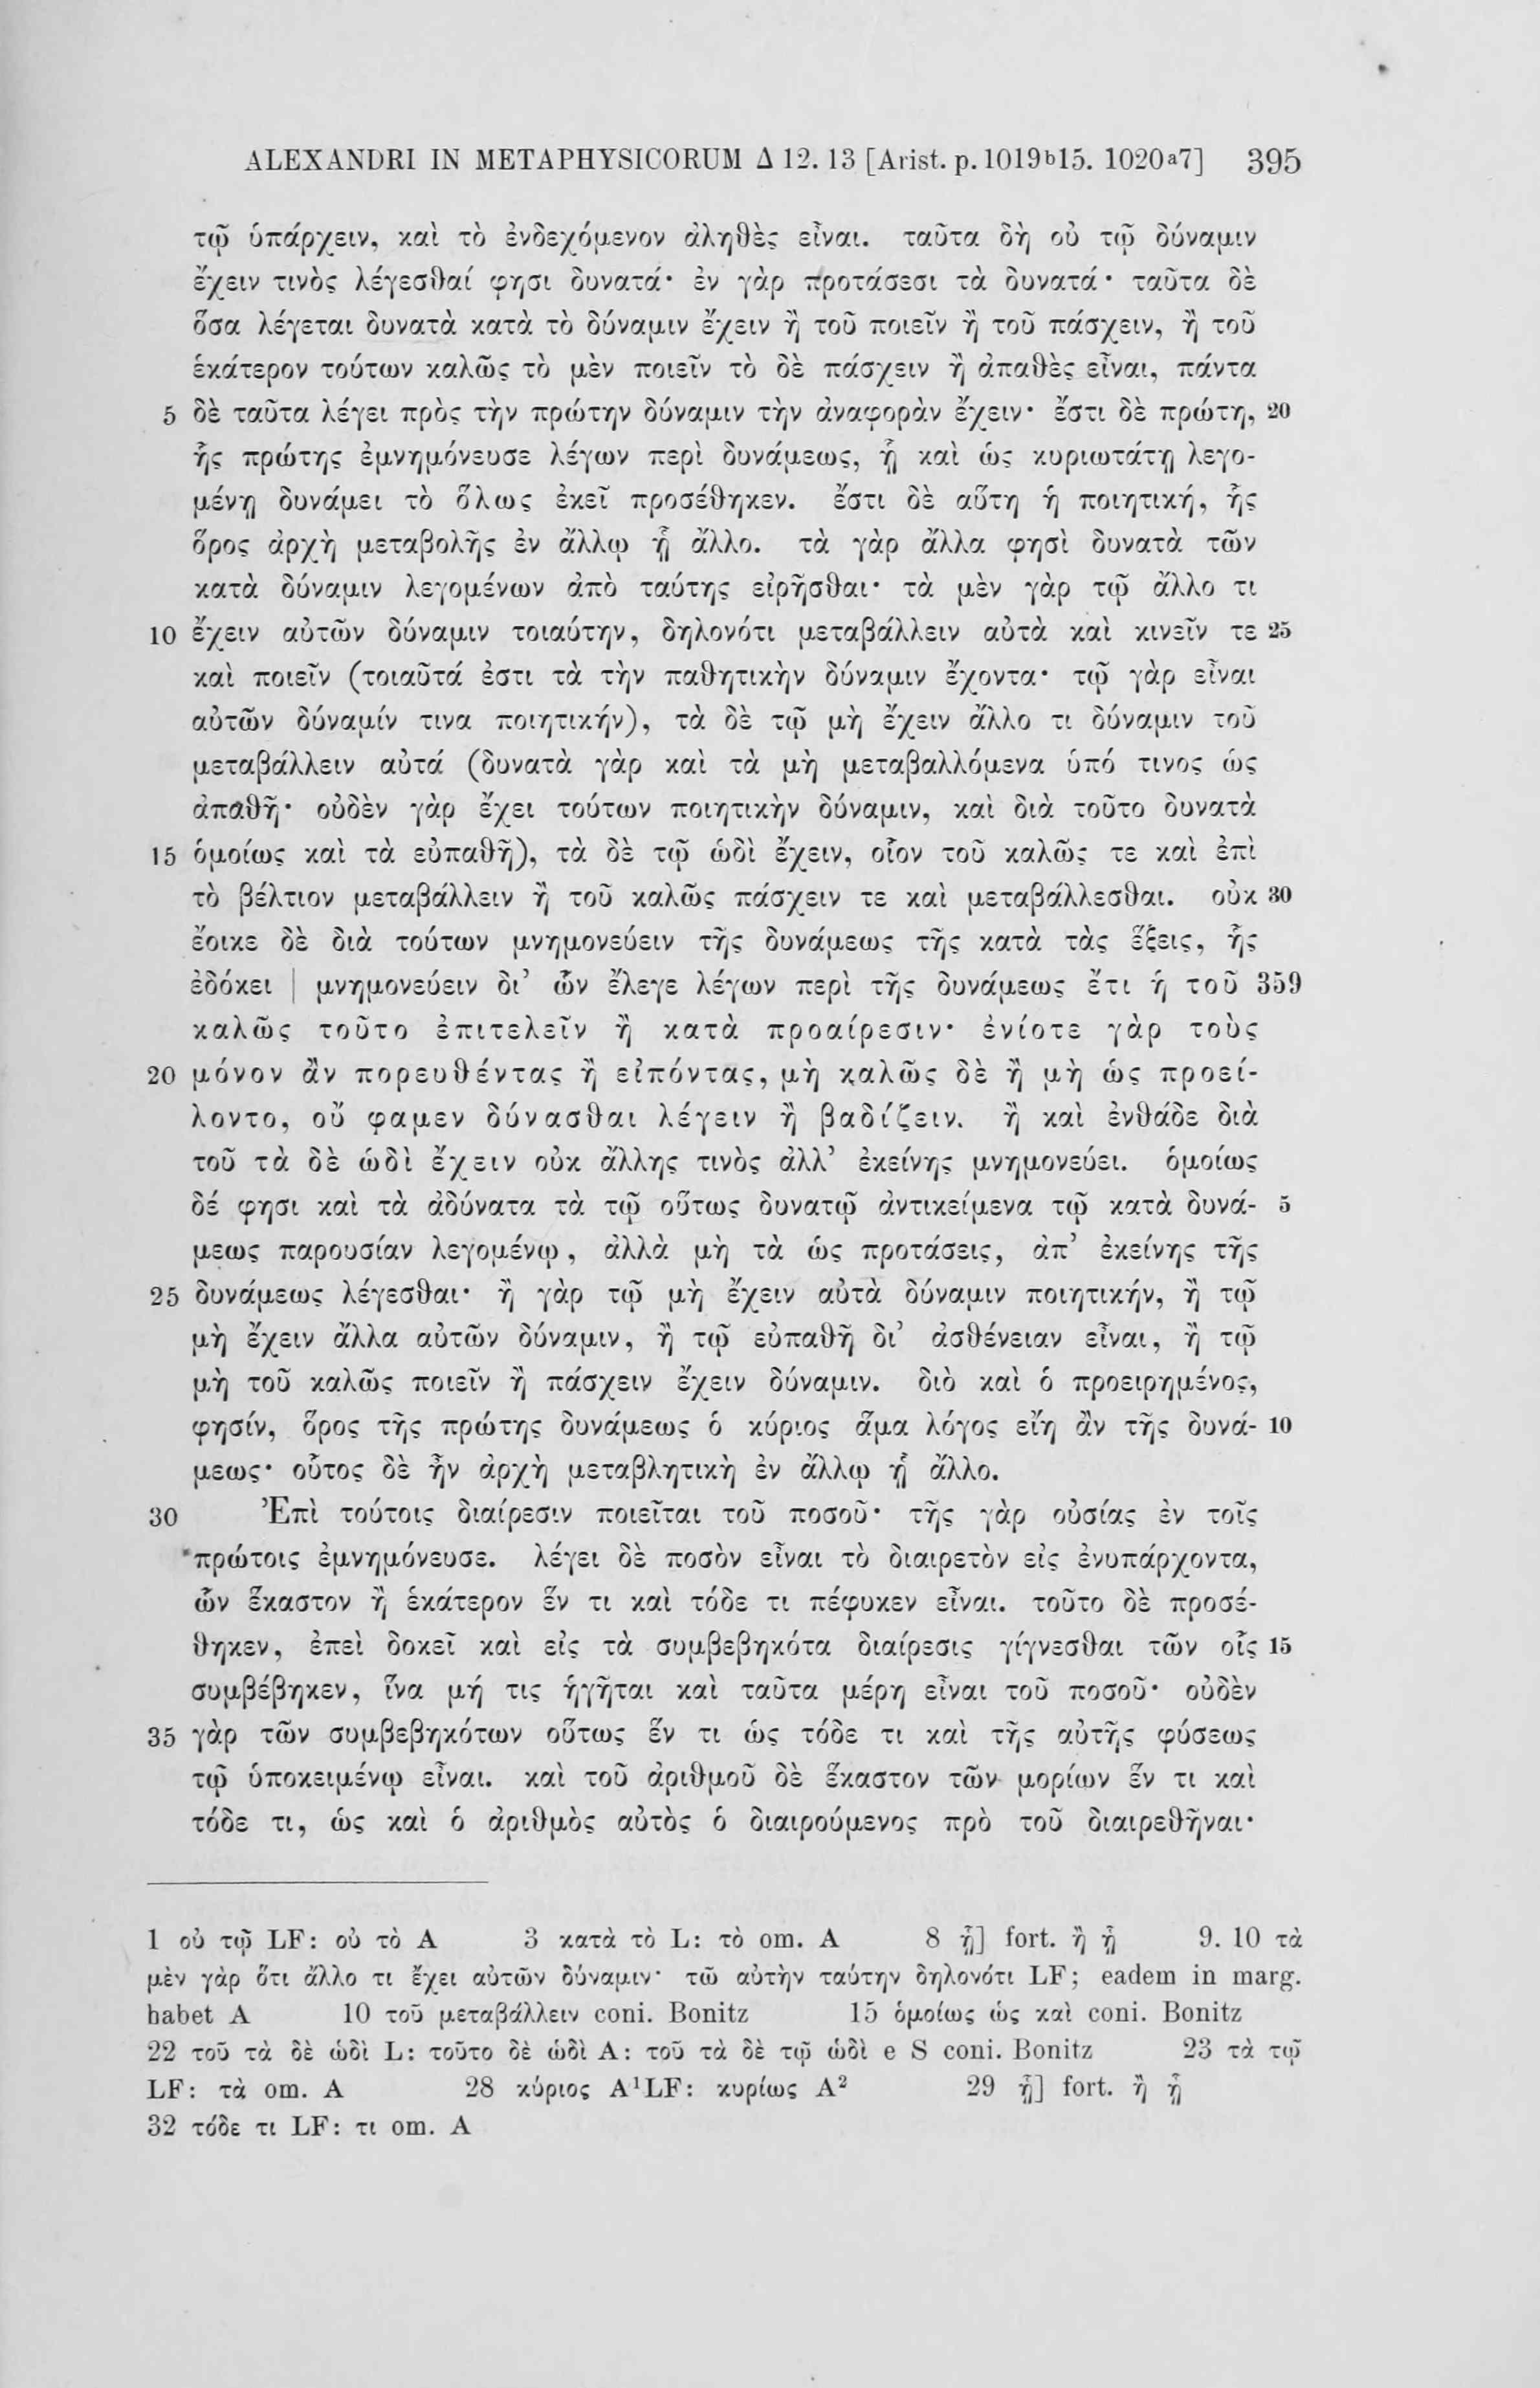 ALEXANDRI IN METAPHYSICORUM Δ 12. 13 [Arist. p. 1019b15. 1020a7] 395
τῷ ὑπάρχειν, καὶ τὸ ἐνδεχόμενον ἀληθὲς εἶναι. ταῦτα δὴ οὐ τῷ δύναμιν
ἔχειν τινὸς λέγεσθαί φησι δυνατά· ἐν γὰρ προτάσεσι τὰ δυνατά· ταῦτα δὲ
ὅσα λέγεται δυνατὰ κατὰ τὸ δύναμιν ἔχειν ἢ τοῦ ποιεῖν ἢ τοῦ πάσχειν, ἢ τοῦ
ἑκάτερον τούτων καλῶς τὸ μὲν ποιεῖν τὸ δὲ πάσχειν ἢ ἀπαθὲς εἶναι, πάντα
5 δὲ ταῦτα λέγει πρὸς τὴν πρώτην δύναμιν τὴν ἀναφορὰν ἔχειν· ἔστι δὲ πρώτη, 20
ἧς πρώτης ἐμνημόνευσε λέγων περὶ δυνάμεως, ᾗ καὶ ὡς κυριωτάτῃ λεγο-
μένῃ δυνάμει τὸ ὅλως ἐκεῖ προσέθηκεν. ἔστι δὲ αὕτη ἡ ποιητική, ἧς
ὅρος ἀρχὴ μεταβολῆς ἐν ἄλλῳ ᾗ ἄλλο. τὰ γὰρ ἄλλα φησὶ δυνατὰ τῶν
κατὰ δύναμιν λεγομένων ἀπὸ ταύτης εἰρῆσθαι· τὰ μὲν γὰρ τῷ ἄλλο τι
10 ἔχειν αὐτῶν δύναμιν τοιαύτην, δηλονότι μεταβάλλειν αὐτὰ καὶ κινεῖν τε 25
καὶ ποιεῖν (τοιαῦτά ἐστι τὰ τὴν παθητικὴν δύναμιν ἔχοντα· τῷ γὰρ εἶναι
αὐτῶν δύναμίν τινα ποιητικήν), τὰ δὲ τῷ μὴ ἔχειν ἄλλο τι δύναμιν τοῦ
μεταβάλλειν αὐτά (δυνατὰ γὰρ καὶ τὰ μὴ μεταβαλλόμενα ὑπό τινος ὡς
ἀπαθῆ· οὐδὲν γὰρ ἔχει τούτων ποιητικὴν δύναμιν, καὶ διὰ τοῦτο δυνατὰ
15 ὁμοίως καὶ τὰ εὐπαθῆ), τὰ δὲ τῷ ὡδὶ ἔχειν, οἷον τοῦ καλῶς τε καὶ ἐπὶ
τὸ βέλτιον μεταβάλλειν ἢ τοῦ καλῶς πάσχειν τε καὶ μεταβάλλεσθαι. οὐκ 30
ἔοικε δὲ διὰ τούτων μνημονεύειν τῆς δυνάμεως τῆς κατὰ τὰς ἕξεις, ἧς
ἐδόκει | μνημονεύειν δι’ ὧν ἔλεγε λέγων περὶ τῆς δυνάμεως ἔτι ἡ τοῦ 359
καλῶς τοῦτο ἐπιτελεῖν ἢ κατὰ προαίρεσιν· ἐνίοτε γὰρ τοὺς
20 μόνον ἂν πορευθέντας ἢ εἰπόντας, μὴ καλῶς δὲ ἢ μὴ ὡς προεί-
λοντο, οὔ φαμεν δύνασθαι λέγειν ἢ βαδίζειν. ἢ καὶ ἐνθάδε διὰ
τοῦ τὰ δὲ ὡδὶ ἔχειν οὐκ ἄλλης τινὸς ἀλλ’ ἐκείνης μνημονεύει. ὁμοίως
δέ φησι καὶ τὰ ἀδύνατα τὰ τῷ οὕτως δυνατῷ ἀντικείμενα τῷ κατὰ δυνά- 5
μεως παρουσίαν λεγομένῳ, ἀλλὰ μὴ τὰ ὡς προτάσεις, ἀπ’ ἐκείνης τῆς
25 δυνάμεως λέγεσθαι· ἢ γὰρ τῷ μὴ ἔχειν αὐτὰ δύναμιν ποιητικήν, ἢ τῷ
μὴ ἔχειν ἄλλα αὐτῶν δύναμιν, ἢ τῷ εὐπαθῆ δι’ ἀσθένειαν εἶναι, ἢ τῷ
μὴ τοῦ καλῶς ποιεῖν ἢ πάσχειν ἔχειν δύναμιν. διὸ καὶ ὁ προειρημένος,
φησίν, ὅρος τῆς πρώτης δυνάμεως ὁ κύριος ἅμα λόγος εἴη ἂν τῆς δυνά- 10
μεως· οὗτος δὲ ἦν ἀρχὴ μεταβλητικὴ ἐν ἄλλῳ ᾗ ἄλλο.
30 Ἐπὶ τούτοις διαίρεσιν ποιεῖται τοῦ ποσοῦ· τῆς γὰρ οὐσίας ἐν τοῖς
πρώτοις ἐμνημόνευσε. λέγει δὲ ποσὸν εἶναι τὸ διαιρετὸν εἰς ἐνυπάρχοντα,
ὧν ἕκαστον ἢ ἑκάτερον ἕν τι καὶ τόδε τι πέφυκεν εἶναι. τοῦτο δὲ προσέ-
θηκεν, ἐπεὶ δοκεῖ καὶ εἰς τὰ συμβεβηκότα διαίρεσις γίγνεσθαι τῶν οἷς 15
συμβέβηκεν, ἵνα μή τις ἡγῆται καὶ ταῦτα μέρη εἶναι τοῦ ποσοῦ· οὐδὲν
35 γὰρ τῶν συμβεβηκότων οὕτως ἕν τι ὡς τόδε τι καὶ τῆς αὐτῆς φύσεως
τῷ ὑποκειμένῳ εἶναι. καὶ τοῦ ἀριθμοῦ δὲ ἕκαστον τῶν μορίων ἕν τι καὶ
τόδε τι, ὡς καὶ ὁ ἀριθμὸς αὐτὸς ὁ διαιρούμενος πρὸ τοῦ διαιρεθῆναι·
1 οὐ τῷ LF: οὐ τὸ A 3 κατὰ τὸ L: τὸ om. A 8 ᾗ] fort. ἢ ᾗ 9. 10 τὰ
μὲν γὰρ ὅτι ἄλλο τι ἔχει αὐτῶν δύναμιν· τῶ αὐτὴν ταύτην δηλονότι LF; eadem in marg.
habet A 10 τοῦ μεταβάλλειν coni. Bonitz 15 ὁμοίως ὡς καὶ coni. Bonitz
22 τοῦ τὰ δὲ ὡδὶ L: τοῦτο δὲ ὡδὶ A: τοῦ τὰ δὲ τῷ ὡδὶ e S coni. Bonitz 23 τὰ τῷ
LF: τὰ om. A 28 κύριος A¹LF: κυρίως A² 29 ᾗ] fort. ἢ ᾗ
32 τόδε τι LF: τι om. A